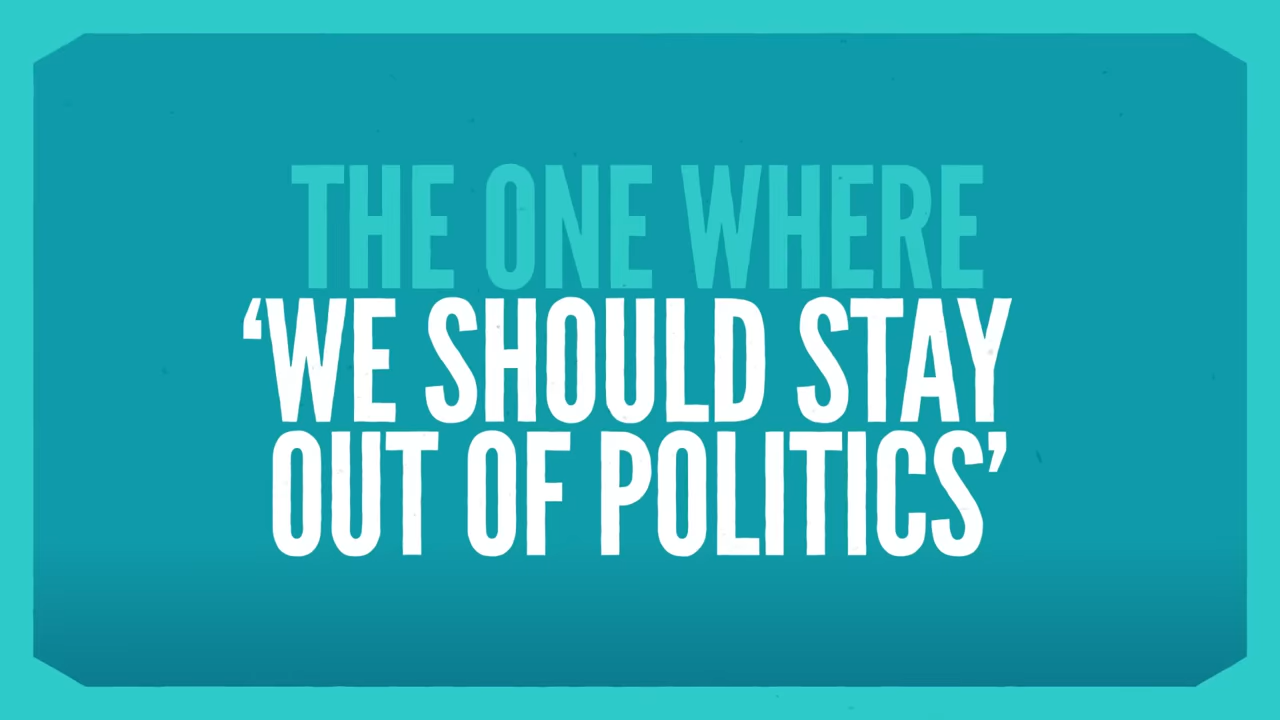 THE ONE WHERE
‘WE SHOULD STAY
OUT OF POLITICS’